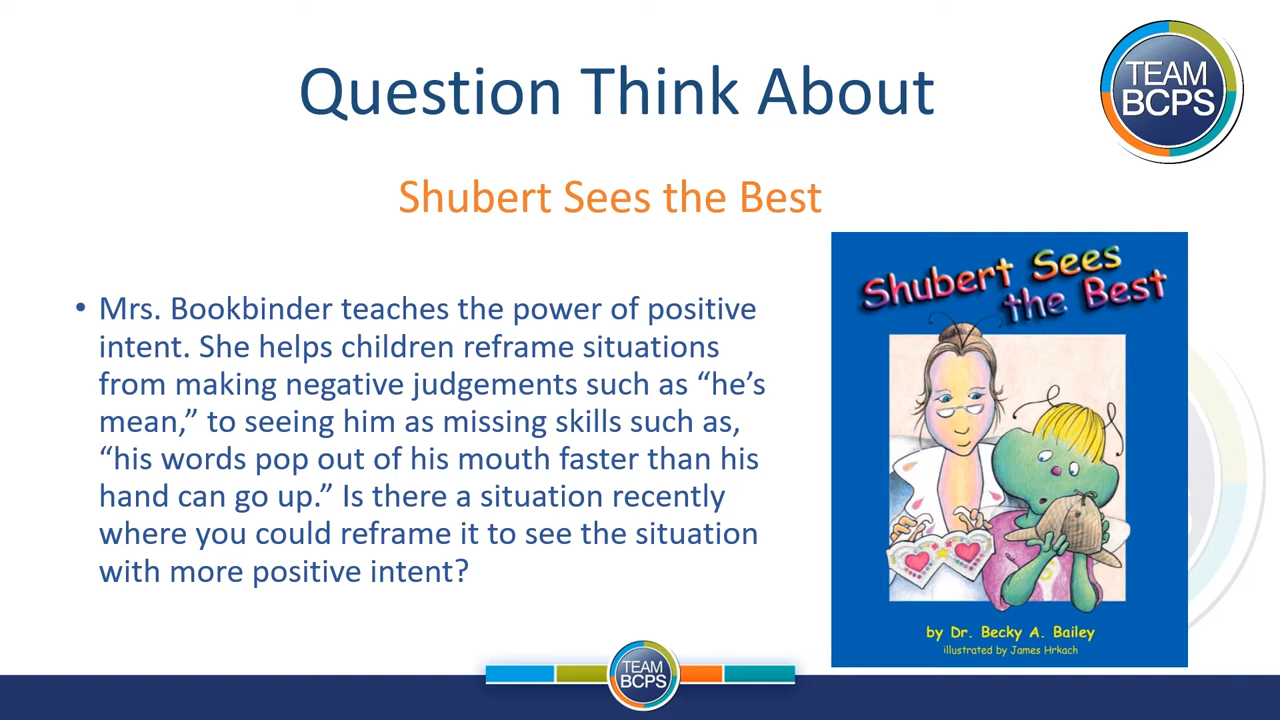 Question Think About
TEAM
BCPS
Shubert Sees the Best
• Mrs. Bookbinder teaches the power of positive
intent. She helps children reframe situations
from making negative judgements such as “he’s
mean,” to seeing him as missing skills such as,
“his words pop out of his mouth faster than his
hand can go up.” Is there a situation recently
where you could reframe it to see the situation
with more positive intent?
Shubert Sees
the Best
by Dr. Becky A. Bailey
illustrated by James Hrkach
TEAM
BCPS